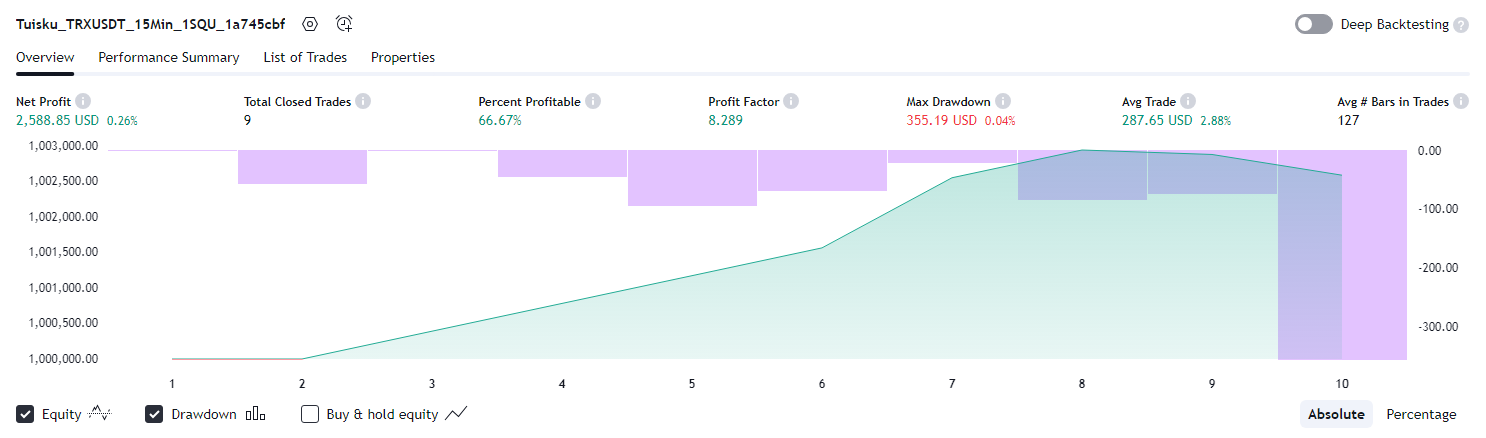 Tuisku_TRXUSDT_15Min_1SQU_1a745cbf Deep Backtesting ?
Overview Performance Summary List of Trades Properties
Net Profit Total Closed Trades Percent Profitable Profit Factor Max Drawdown Avg Trade Avg # Bars in Trades
2,588.85 USD 0.26% 9 66.67% 8.289 355.19 USD 0.04% 287.65 USD 2.88% 127
1,003,000.00 0.00
1,002,500.00
1,002,000.00 -100.00
1,001,500.00
1,001,000.00 -200.00
1,000,500.00 -300.00
1,000,000.00
1 2 3 4 5 6 7 8 9 10
Equity Drawdown Buy & hold equity Absolute Percentage